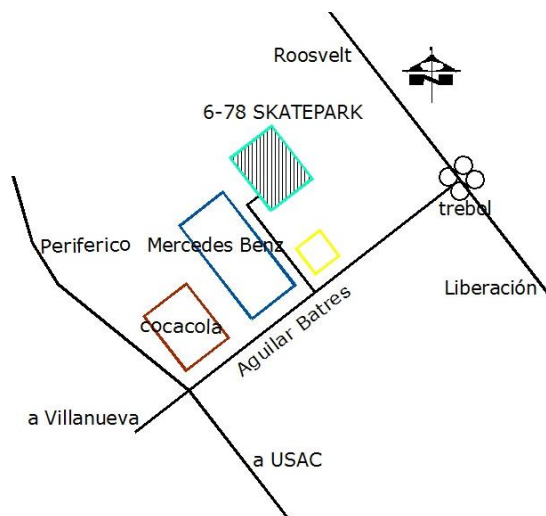 Roosvelt
6-78 SKATEPARK
trebol
Periferico
Mercedes Benz
Liberación
cocacola
Aguilar Batres
a Villanueva
a USAC